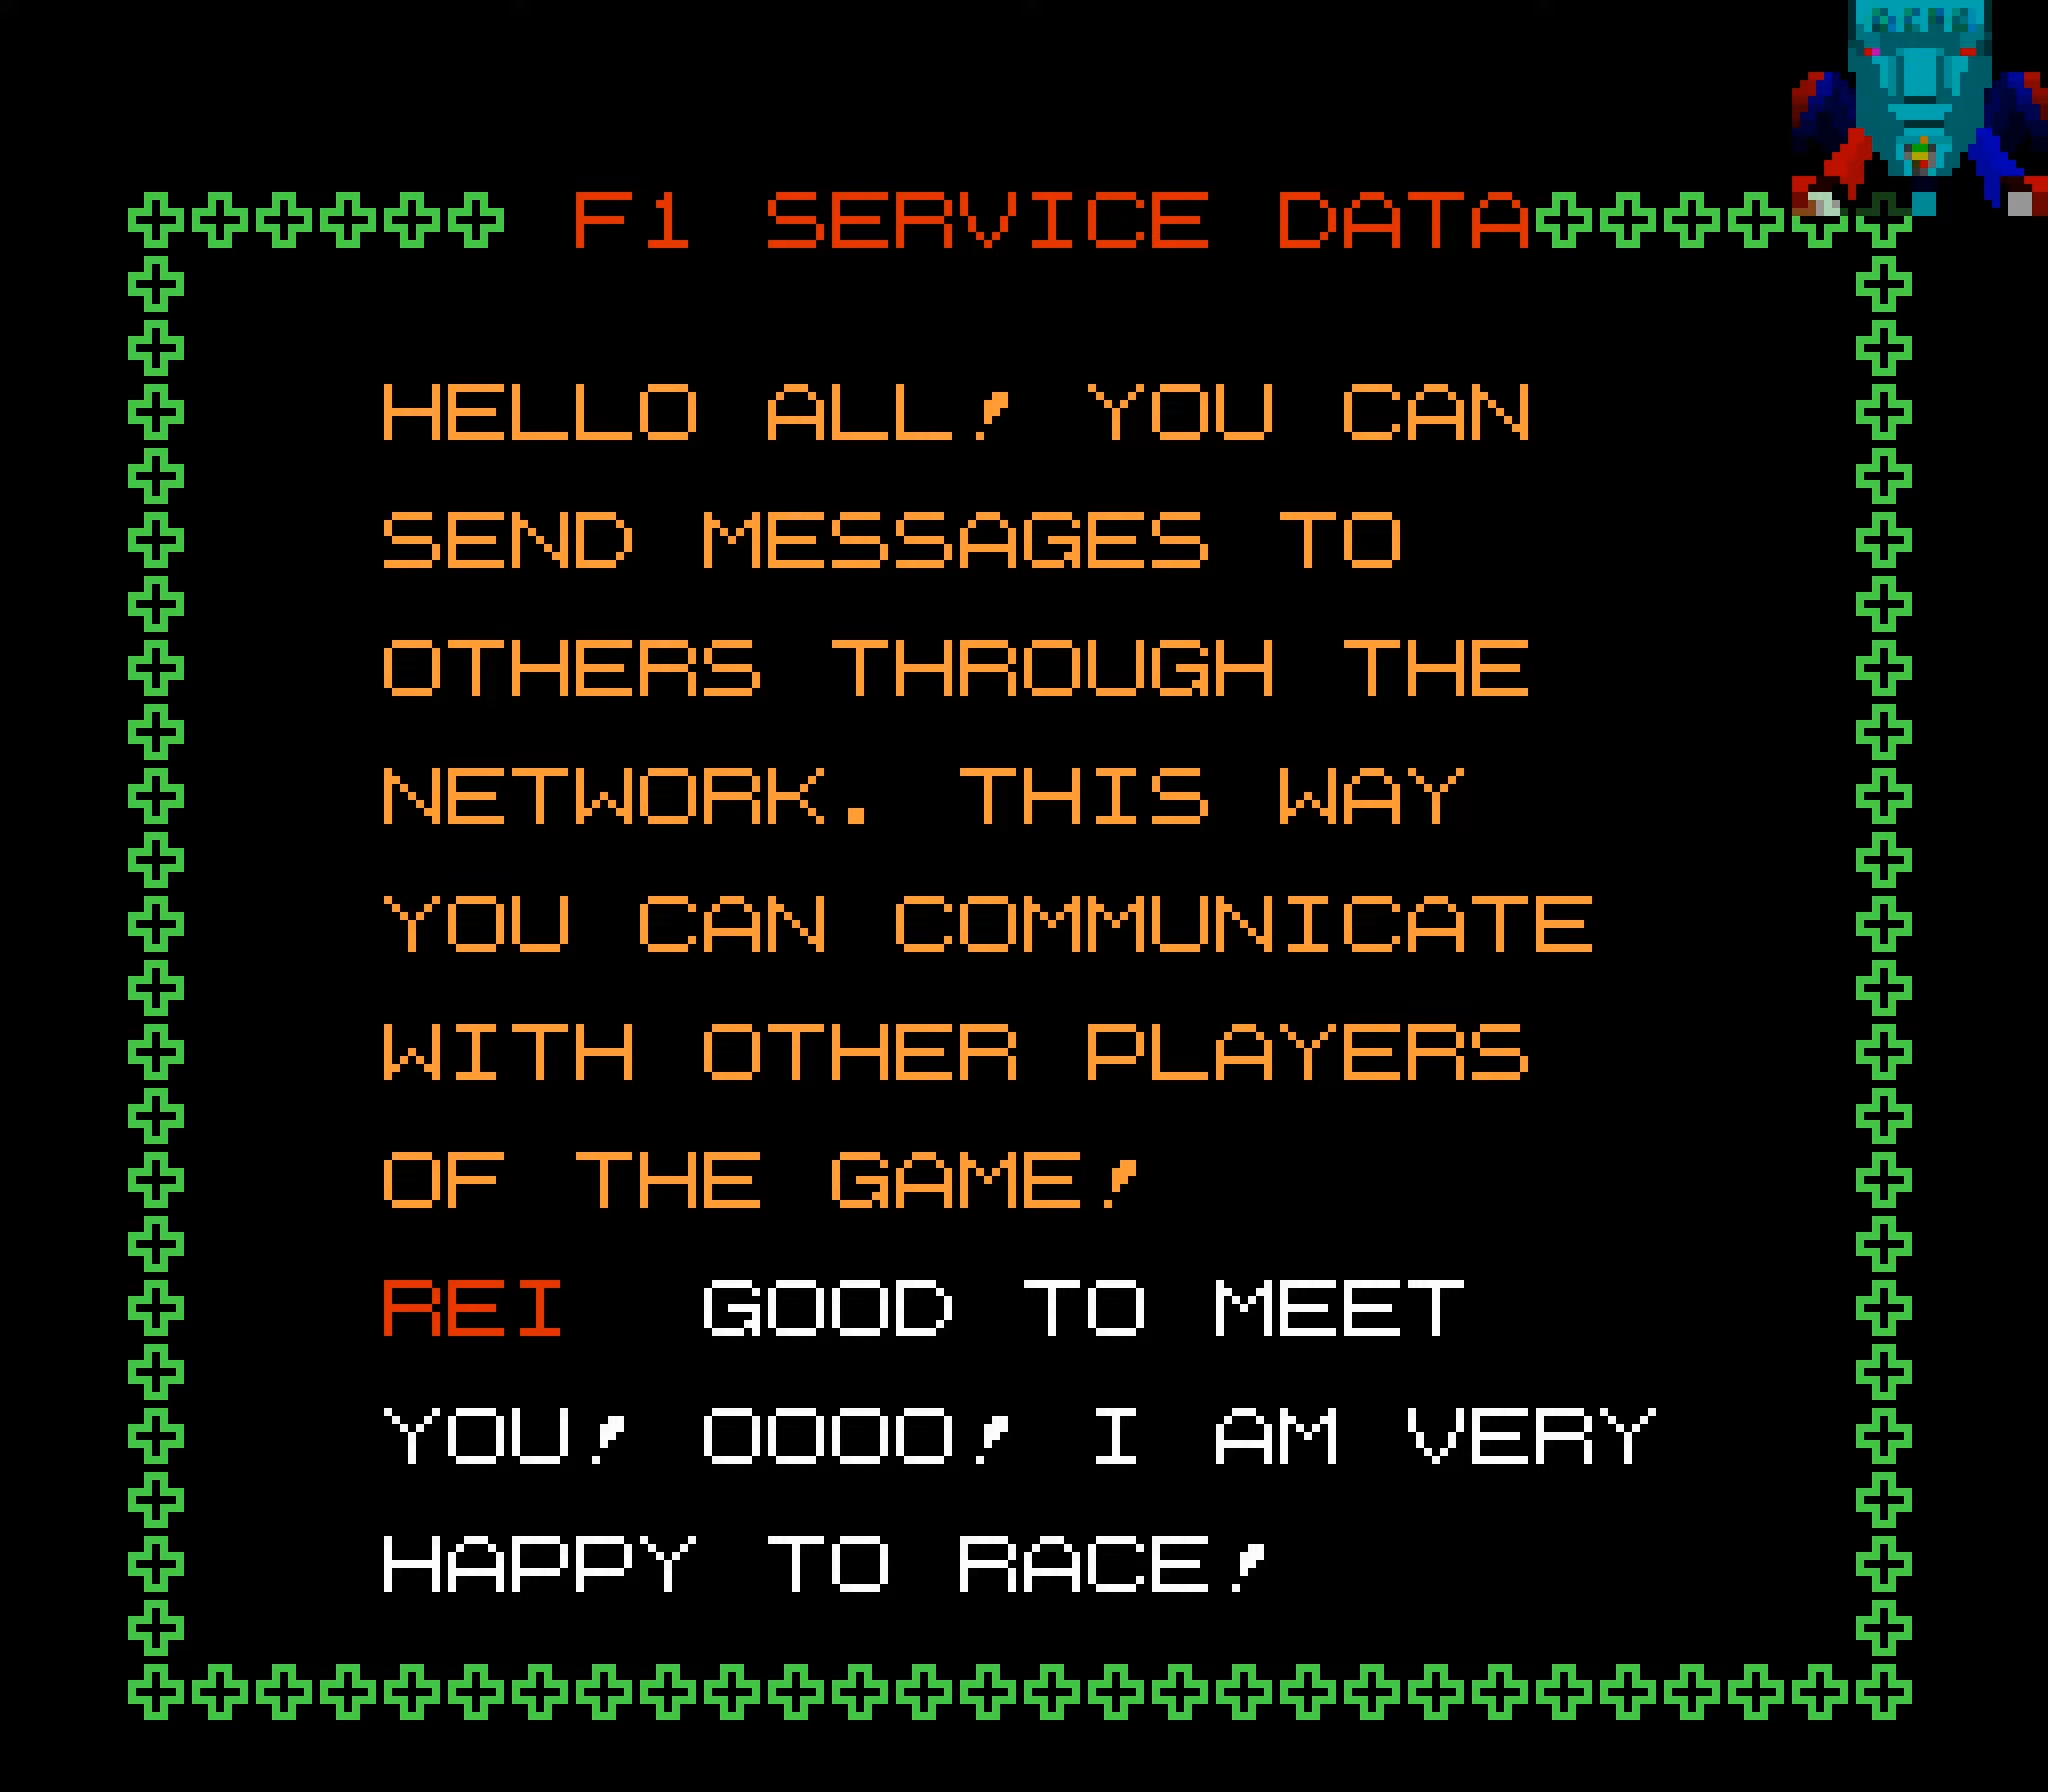 F1 SERVICE DATA
HELLO ALL! YOU CAN
SEND MESSAGES TO
OTHERS THROUGH THE
NETWORK. THIS WAY
YOU CAN COMMUNICATE
WITH OTHER PLAYERS
OF THE GAME!
REI GOOD TO MEET
YOU! OOOO! I AM VERY
HAPPY TO RACE!